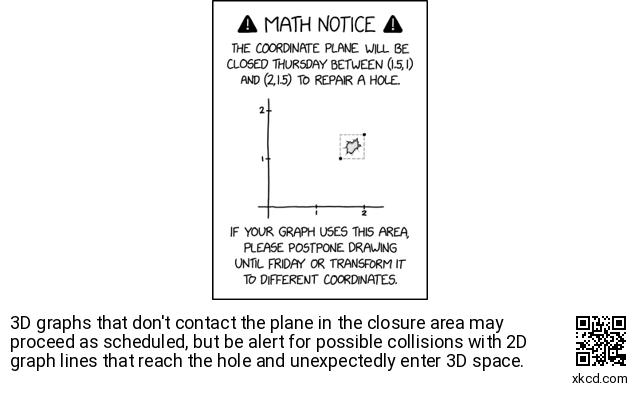 MATH NOTICE
THE COORDINATE PLANE WILL BE
CLOSED THURSDAY BETWEEN (1.5,1)
AND (2,1.5) TO REPAIR A HOLE.
2
1
1 2
IF YOUR GRAPH USES THIS AREA,
PLEASE POSTPONE DRAWING
UNTIL FRIDAY OR TRANSFORM IT
TO DIFFERENT COORDINATES.
3D graphs that don't contact the plane in the closure area may
proceed as scheduled, but be alert for possible collisions with 2D
graph lines that reach the hole and unexpectedly enter 3D space.
xkcd.com